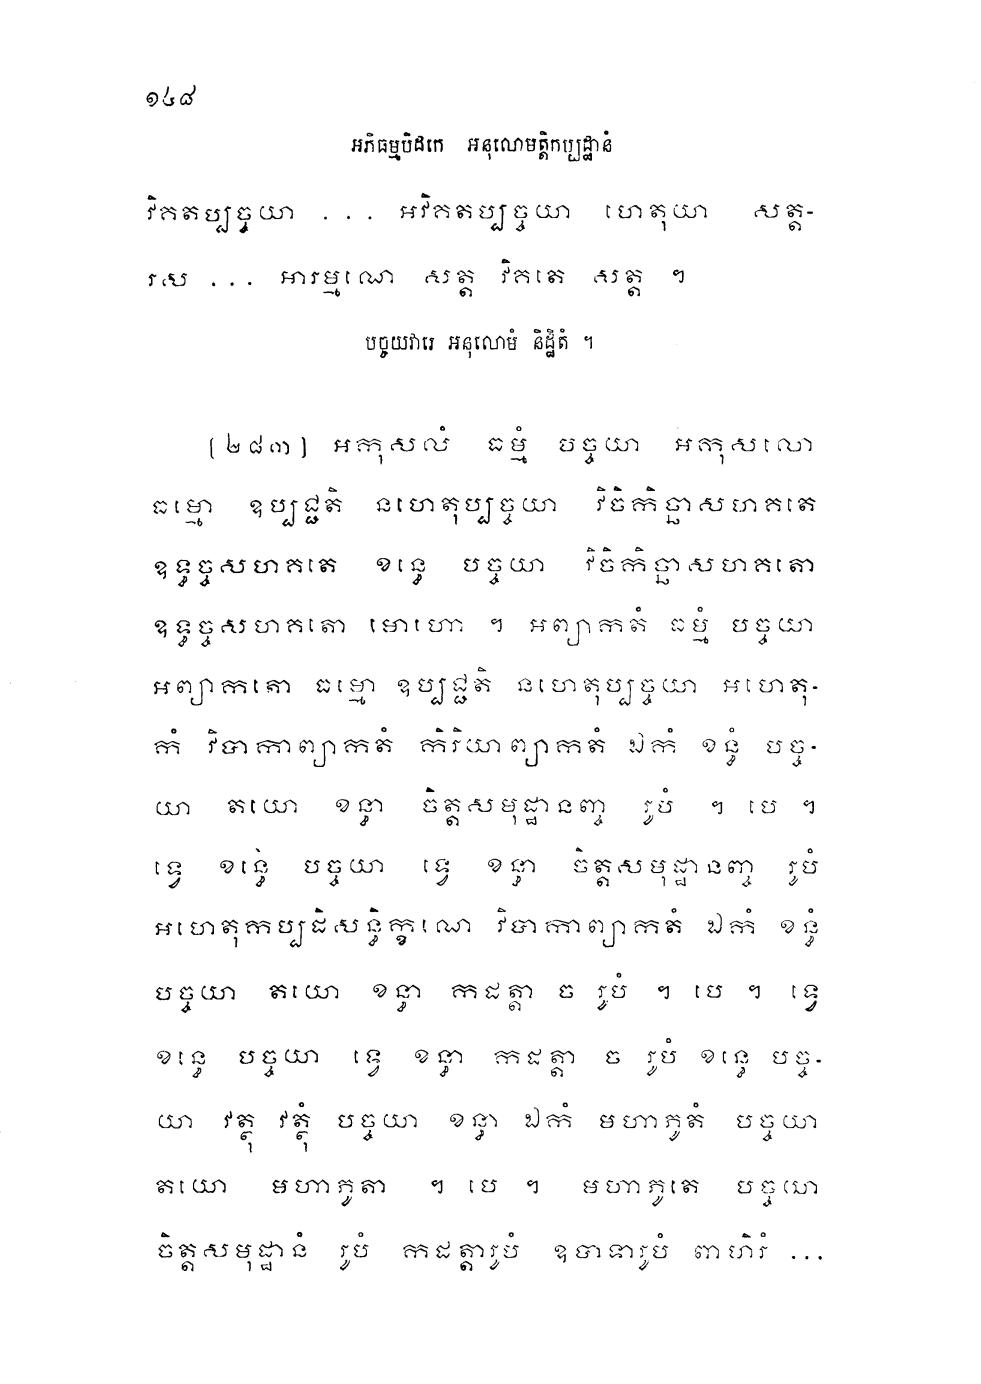 ១៤៨
អភិធម្មបិដកេ អនុលោមត្តិកប្បដ្ឋានំ
វិគតប្បច្ចយា ... អវិគតប្បច្ចយា ហេតុយា សត្ត-
រស ... អារម្មណេ សត្ត វិគតេ សត្ត ។
បច្ចយវារេ អនុលោមំ និដ្ឋិតំ ។
(២៨៣) អកុសលំ ធម្មំ បច្ចយា អកុសលោ
ធម្មោ ឧប្បជ្ជតិ នហេតុប្បច្ចយា វិចិកិច្ឆាសហគតេ
ឧទ្ធច្ចសហគតេ ខន្ធេ បច្ចយា វិចិកិច្ឆាសហគតោ
ឧទ្ធច្ចសហគតោ មោហោ ។ អព្យាកតំ ធម្មំ បច្ចយា
អព្យាកតោ ធម្មោ ឧប្បជ្ជតិ នហេតុប្បច្ចយា អហេតុ-
កំ វិបាកាព្យាកតំ កិរិយាព្យាកតំ ឯកំ ខន្ធំ បច្ច-
យា តយោ ខន្ធា ចិត្តសមុដ្ឋានញ្ច រូបំ ។ បេ ។
ទ្វេ ខន្ធេ បច្ចយា ទ្វេ ខន្ធា ចិត្តសមុដ្ឋានញ្ច រូបំ
អហេតុកប្បដិសន្ធិក្ខណេ វិបាកាព្យាកតំ ឯកំ ខន្ធំ
បច្ចយា តយោ ខន្ធា កដត្តា ច រូបំ ។ បេ ។ ទ្វេ
ខន្ធេ បច្ចយា ទ្វេ ខន្ធា កដត្តា ច រូបំ ខន្ធេ បច្ច-
យា វត្ថុ វត្ថុំ បច្ចយា ខន្ធា ឯកំ មហាភូតំ បច្ចយា
តយោ មហាភូតា ។ បេ ។ មហាភូតេ បច្ចយា
ចិត្តសមុដ្ឋានំ រូបំ កដត្តារូបំ ឧបាទារូបំ ពាហិរំ ...